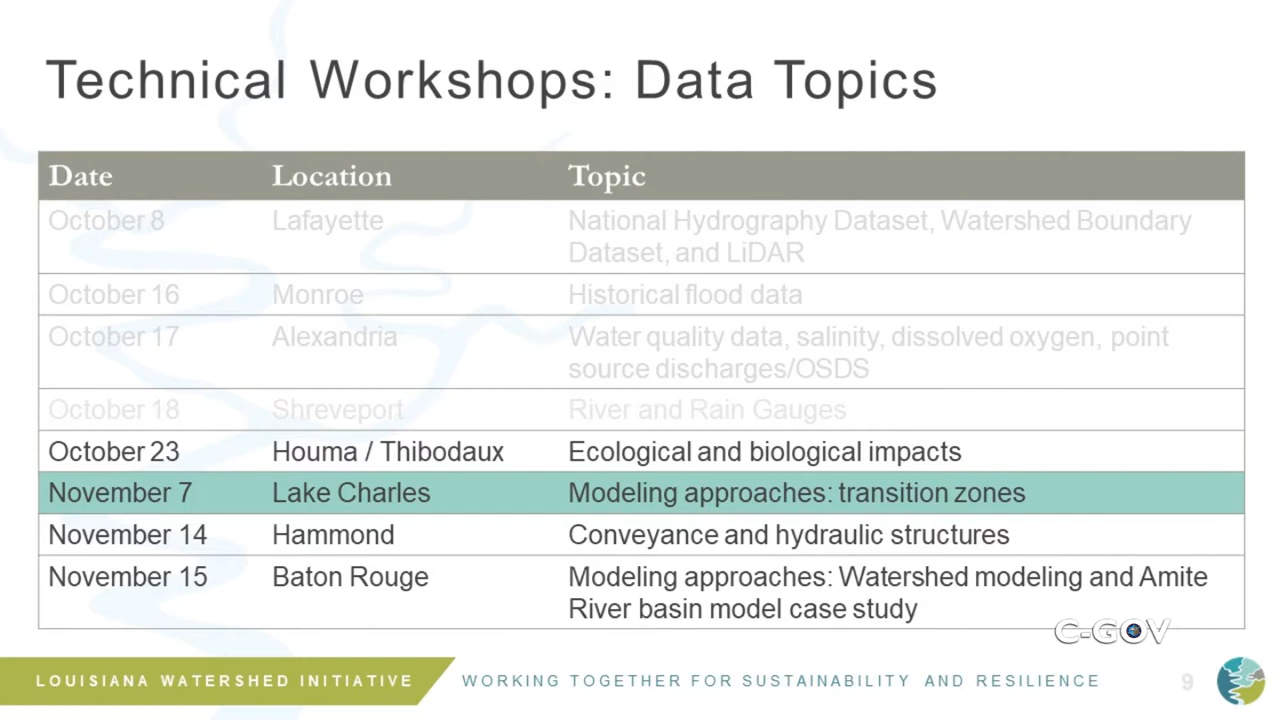 Technical Workshops: Data Topics
Date Location Topic
October 8 Lafayette National Hydrography Dataset, Watershed Boundary
Dataset, and LiDAR
October 16 Monroe Historical flood data
October 17 Alexandria Water quality data, salinity, dissolved oxygen, point
source discharges/OSDS
October 18 Shreveport River and Rain Gauges
October 23 Houma / Thibodaux Ecological and biological impacts
November 7 Lake Charles Modeling approaches: transition zones
November 14 Hammond Conveyance and hydraulic structures
November 15 Baton Rouge Modeling approaches: Watershed modeling and Amite
River basin model case study
C-GOV
LOUISIANA WATERSHED INITIATIVE WORKING TOGETHER FOR SUSTAINABILITY AND RESILIENCE 9